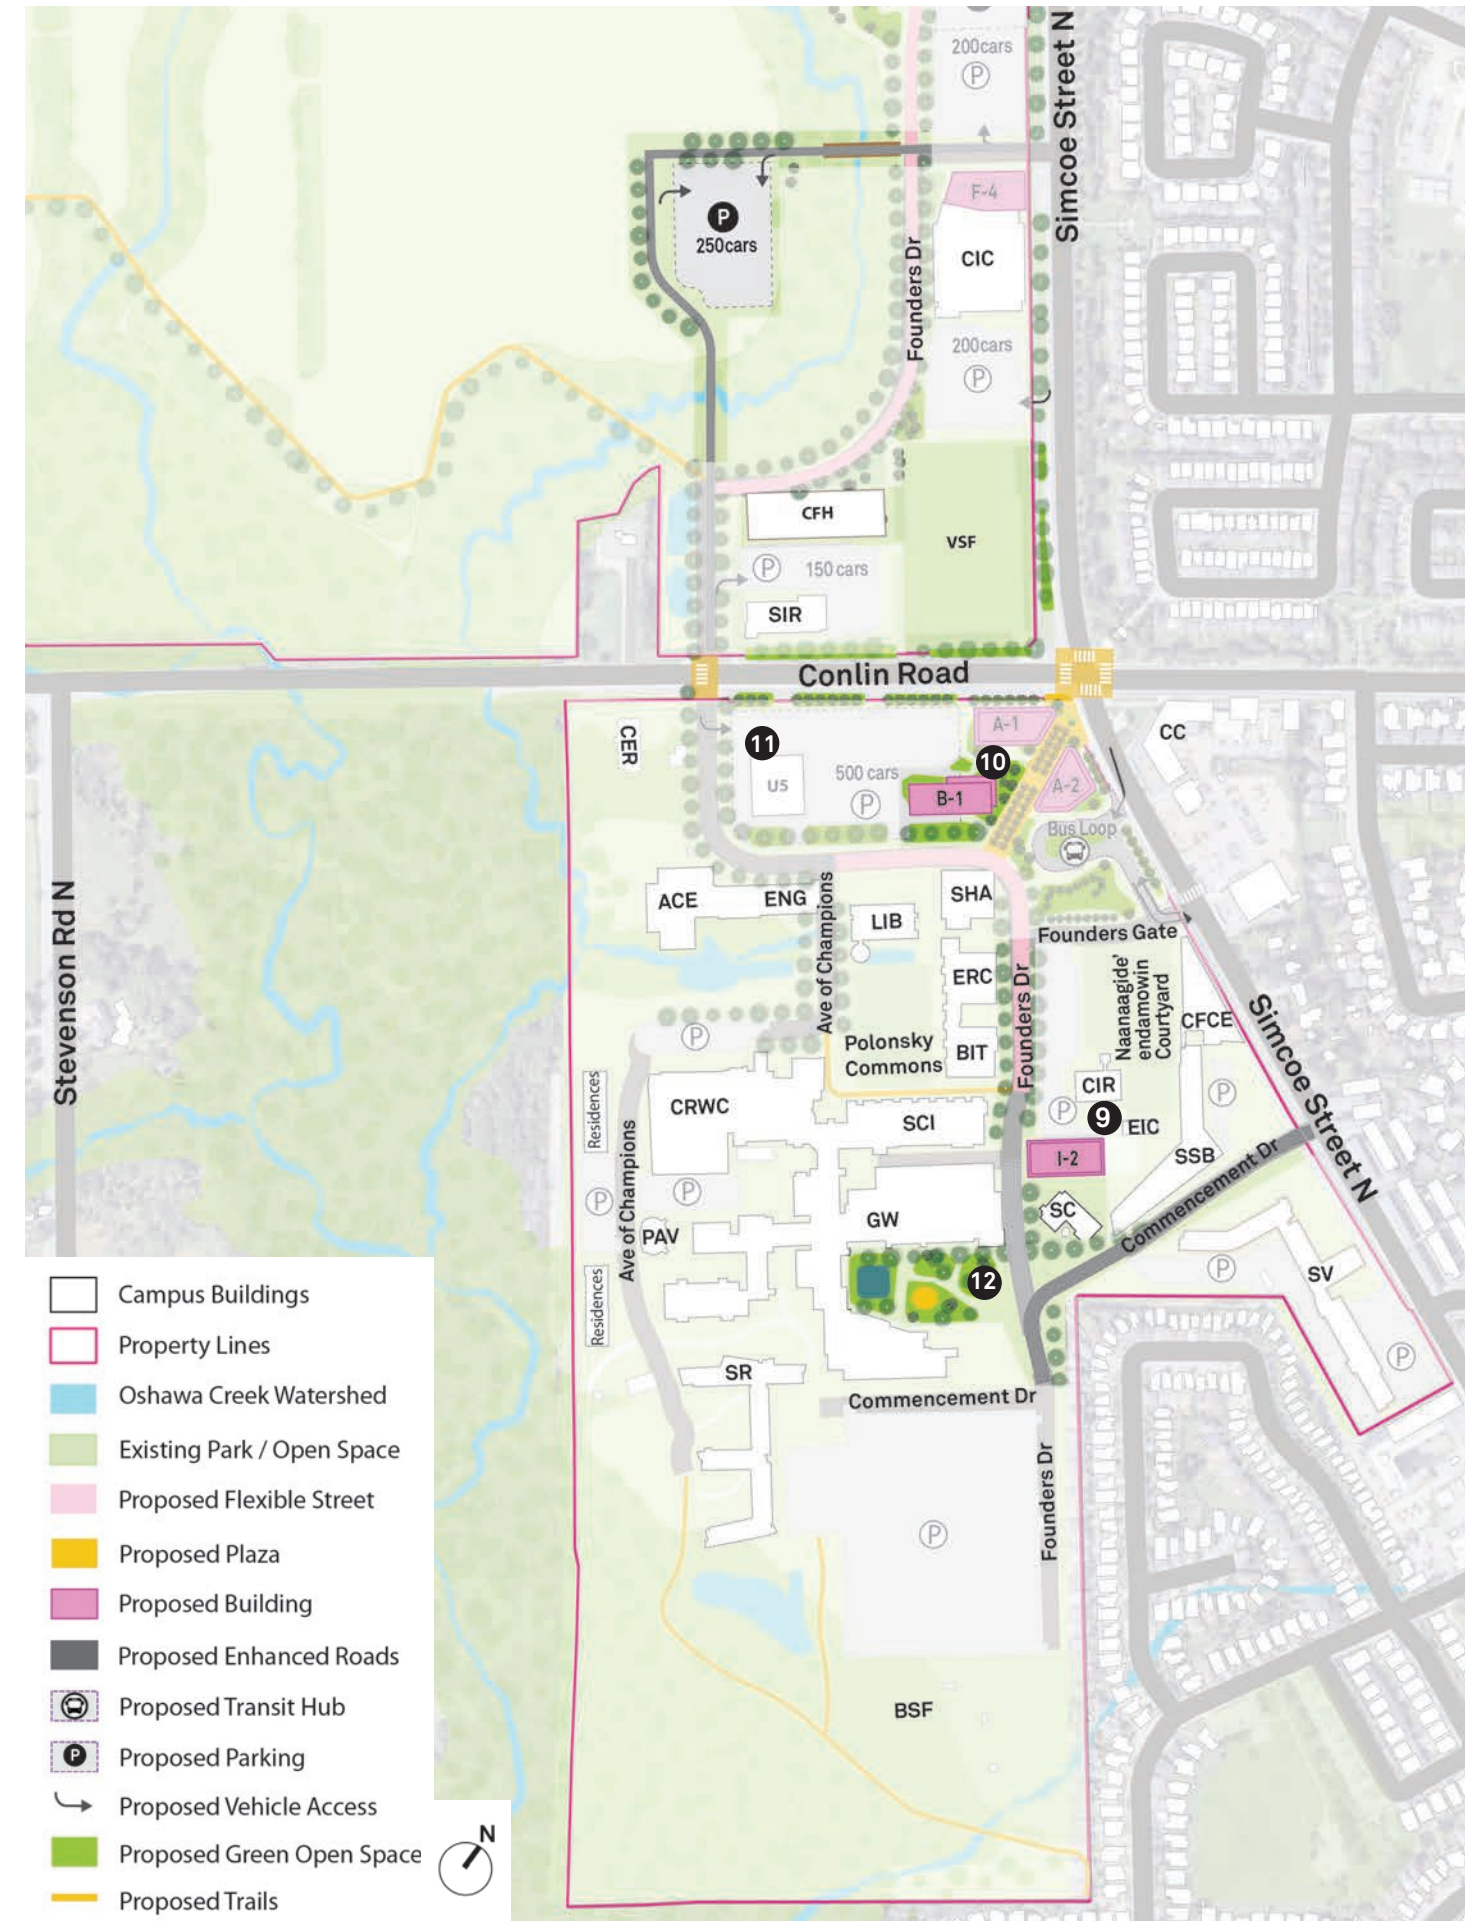 200cars
P
Simcoe Street N
F-4
P
250cars
CIC
Founders Dr
200cars
P
CFH
VSF
P 150 cars
SIR
Conlin Road
CER
11
A-1
CC
10
U5
500 cars
P
B-1
A-2
Bus Loop
Stevenson Rd N
ACE
ENG
SHA
LIB
Founders Gate
Ave of Champions
ERC
Founders Dr
Naanaagide'
endamowin
Courtyard
CFCE
Simcoe Street N
P
Polonsky
Commons
BIT
CIR
P
P
9
EIC
Residences
CRWC
SCI
SSB
I-2
Commencement Dr
P
P
Ave of Champions
PAV
GW
SC
P
SV
12
Residences
P
SR
Commencement Dr
Founders Dr
P
BSF
Campus Buildings
Property Lines
Oshawa Creek Watershed
Existing Park / Open Space
Proposed Flexible Street
Proposed Plaza
Proposed Building
Proposed Enhanced Roads
Proposed Transit Hub
P Proposed Parking
Proposed Vehicle Access
Proposed Green Open Space
Proposed Trails
N